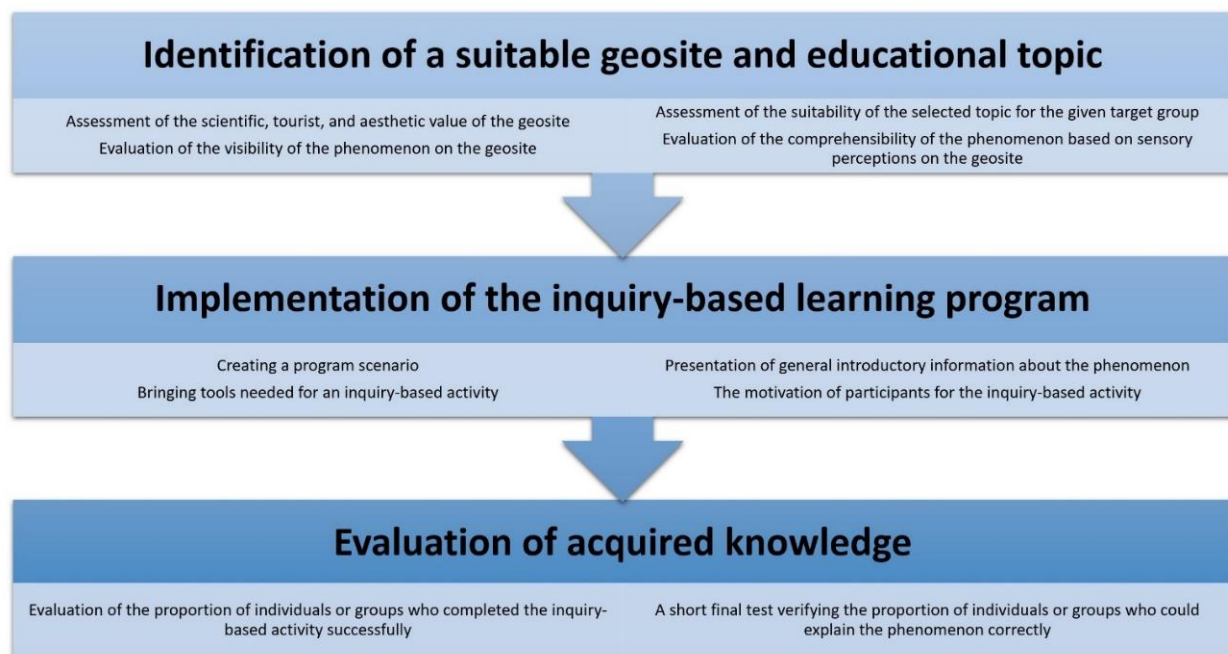 Identification of a suitable geosite and educational topic
Assessment of the scientific, tourist, and aesthetic value of the geosite
Evaluation of the visibility of the phenomenon on the geosite
Assessment of the suitability of the selected topic for the given target group
Evaluation of the comprehensibility of the phenomenon based on sensory
perceptions on the geosite
Implementation of the inquiry-based learning program
Creating a program scenario
Bringing tools needed for an inquiry-based activity
Presentation of general introductory information about the phenomenon
The motivation of participants for the inquiry-based activity
Evaluation of acquired knowledge
Evaluation of the proportion of individuals or groups who completed the inquiry-
based activity successfully
A short final test verifying the proportion of individuals or groups who could
explain the phenomenon correctly